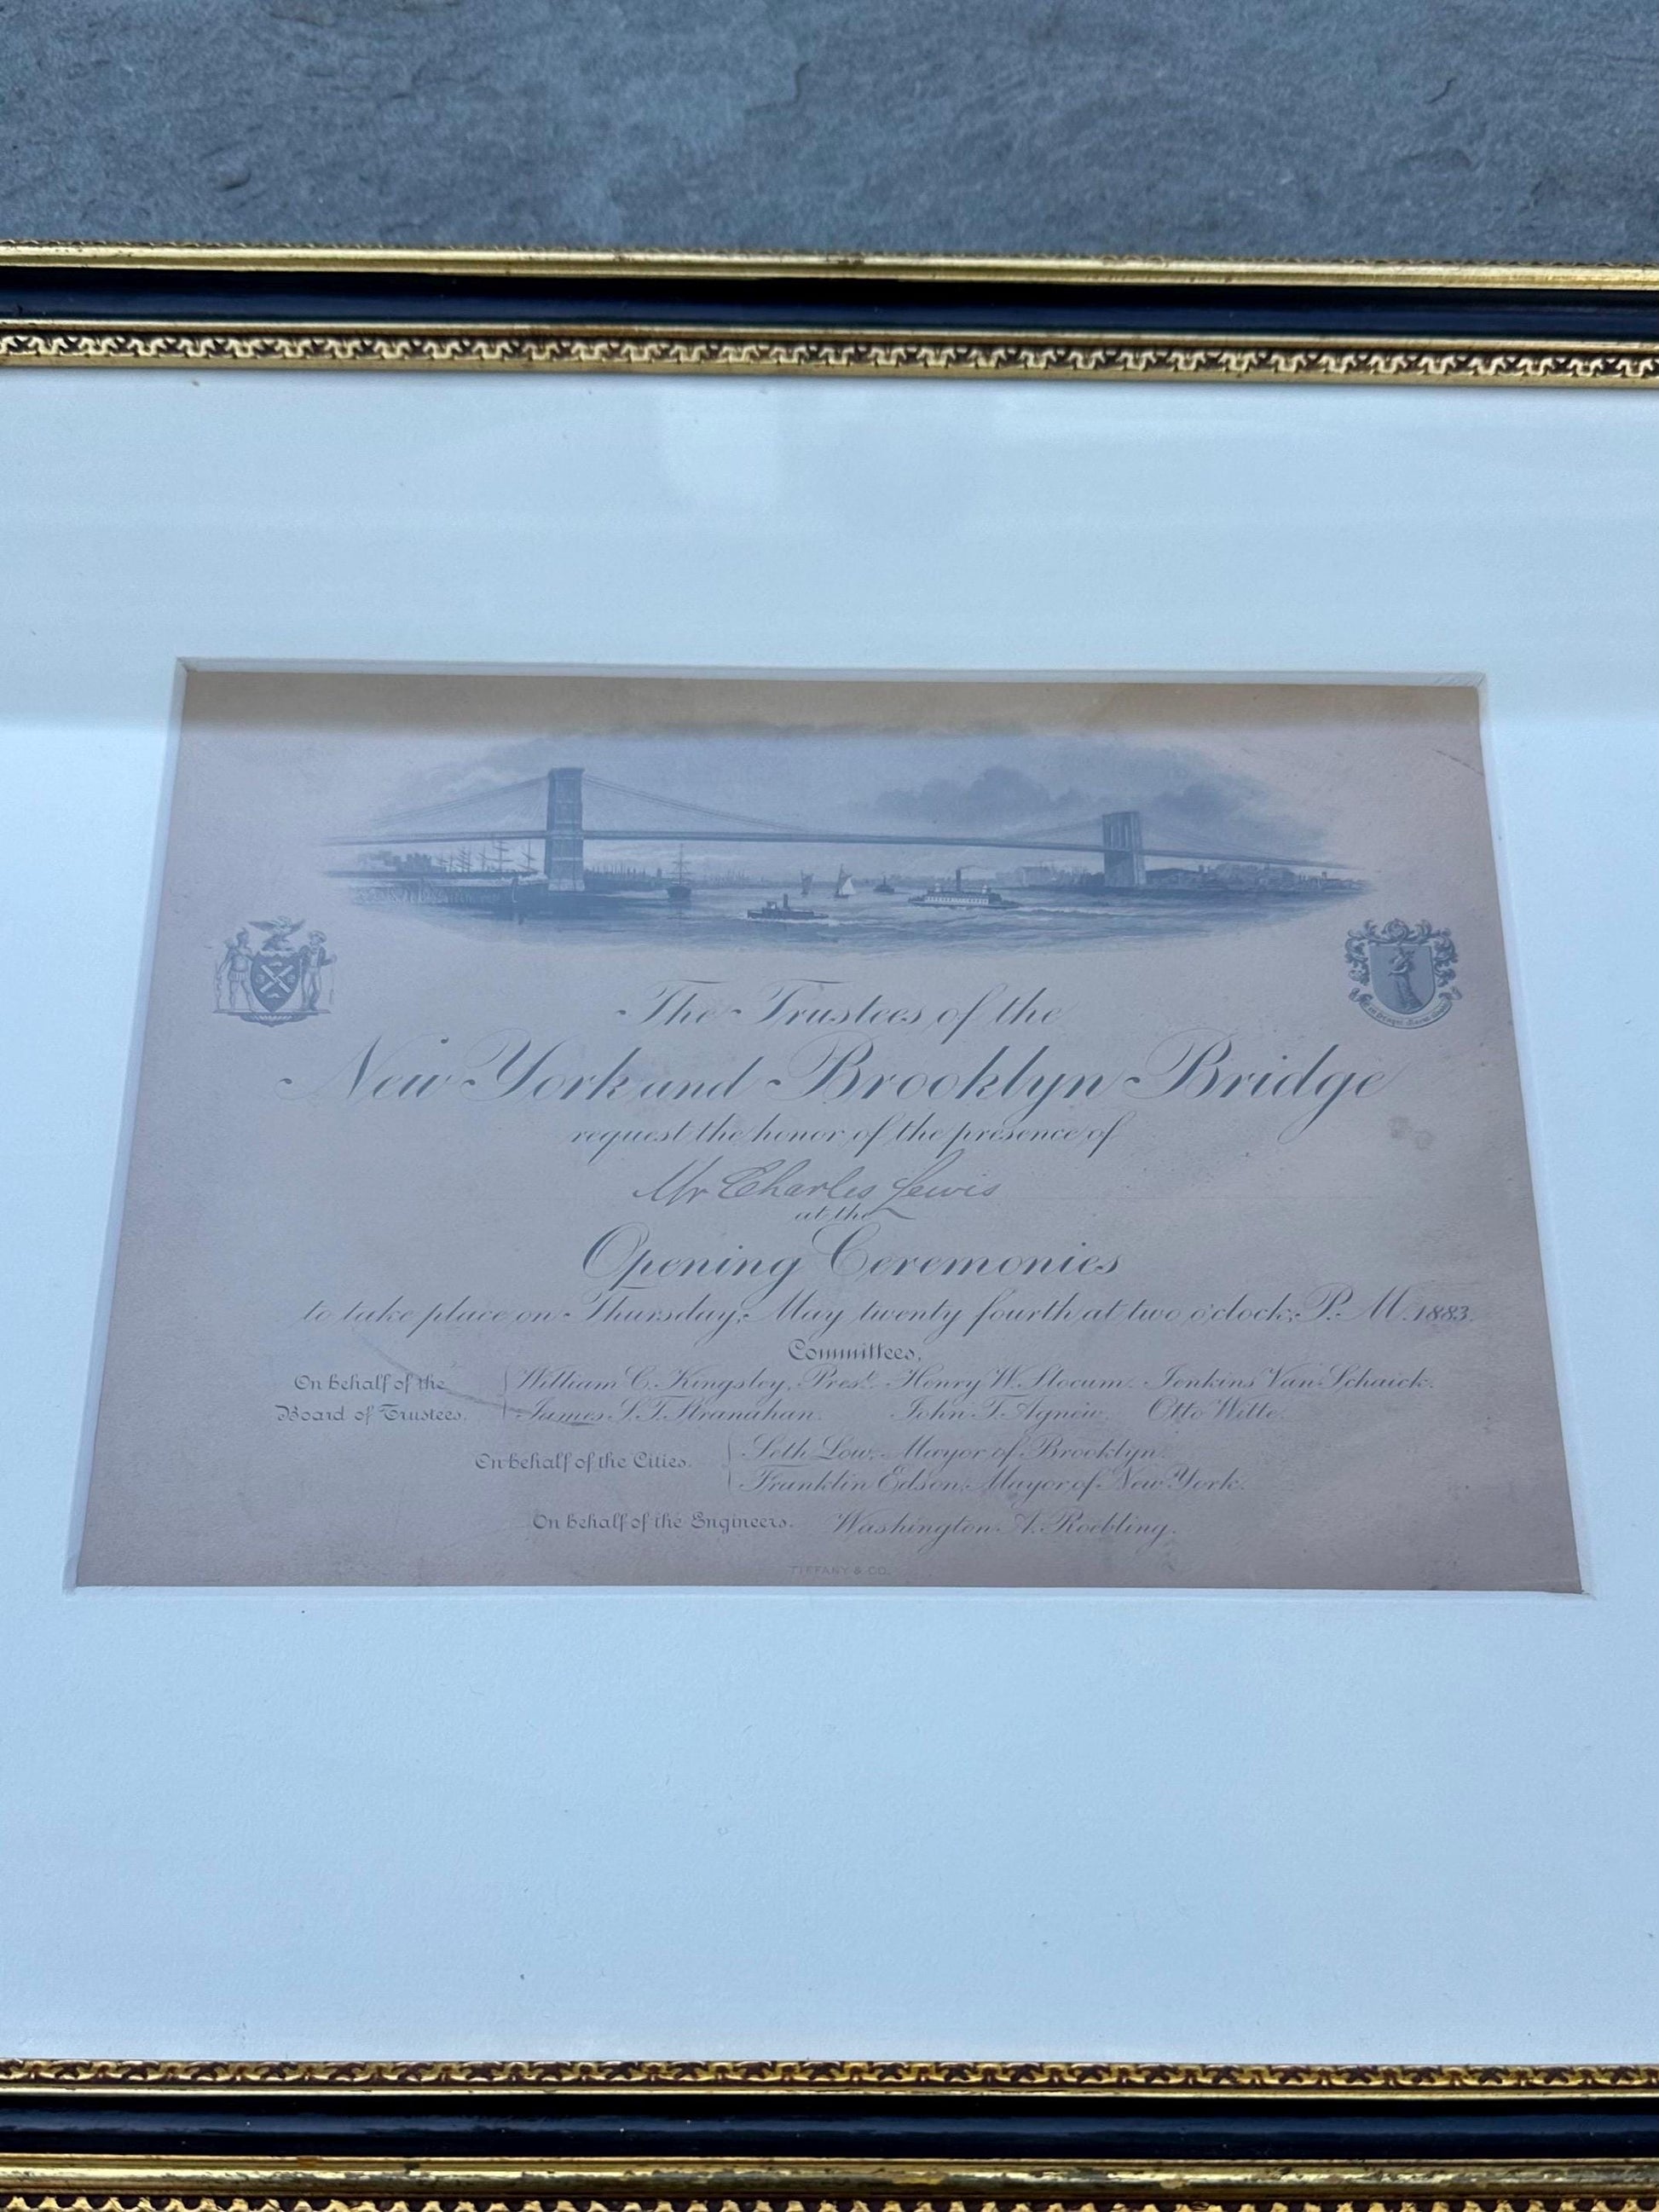 The Trustees of the
New York and Brooklyn Bridge
request the honor of the presence of
Mr Charles Lewis
at the
Opening Ceremonies
to take place on Thursday, May twenty fourth at two o'clock, P. M. 1883.
Committees,
On behalf of the Board of Trustees. William C. Kingsley, Prest. Henry W. Slocum. Jenkins Van Schaick.
James S. T. Stranahan. John T. Agnew. Otto Witte.
On behalf of the Cities. Seth Low, Mayor of Brooklyn.
Franklin Edson, Mayor of New York.
On behalf of the Engineers. Washington A. Roebling.
TIFFANY & CO.